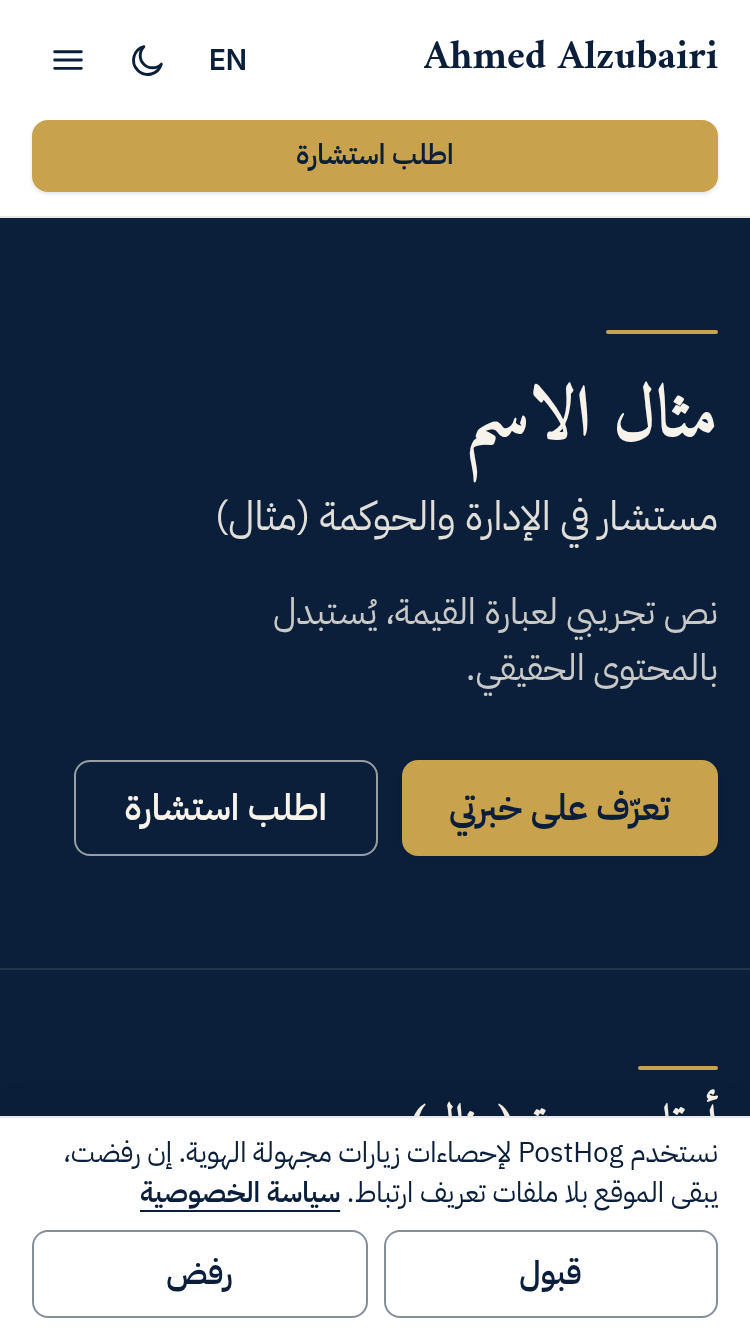 Ahmed Alzubairi
EN
اطلب استشارة
مثال الاسم
مستشار في الإدارة والحوكمة (مثال)
نص تجريبي لعبارة القيمة، يُستبدل
بالمحتوى الحقيقي.
تعرّف على خبرتي
اطلب استشارة
نستخدم PostHog لإحصاءات زيارات مجهولة الهوية. إن رفضت،
يبقى الموقع بلا ملفات تعريف ارتباط. سياسة الخصوصية
قبول
رفض